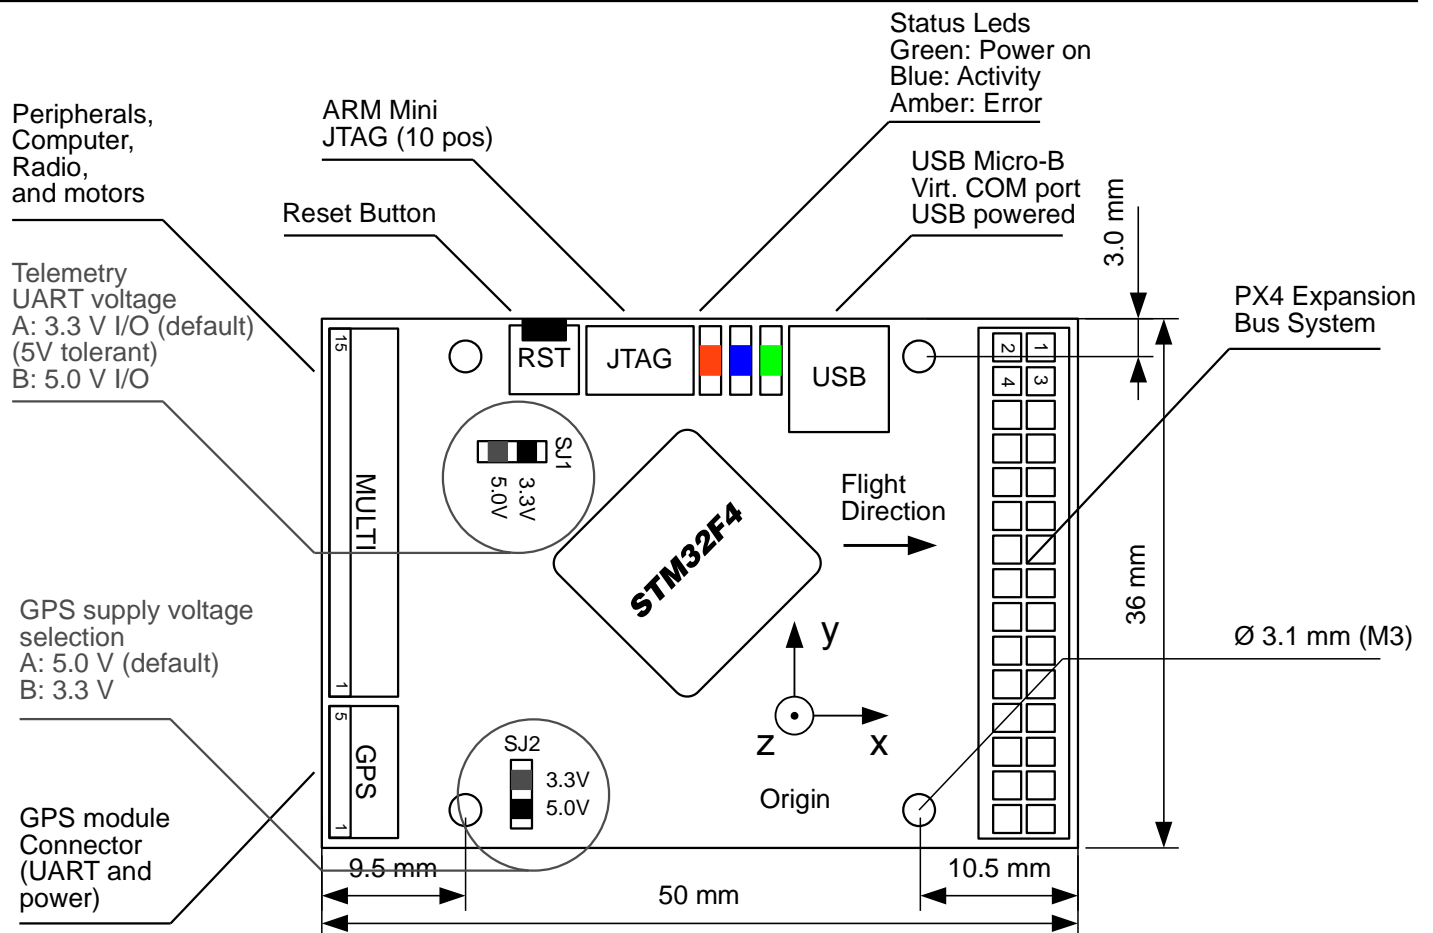 Status Leds
Green: Power on
Blue: Activity
Amber: Error
Peripherals,
Computer,
Radio,
and motors
ARM Mini
JTAG (10 pos)
USB Micro-B
Virt. COM port
USB powered
Reset Button
3.0 mm
Telemetry
UART voltage
A: 3.3 V I/O (default)
(5V tolerant)
B: 5.0 V I/O
PX4 Expansion
Bus System
15
RST
JTAG
USB
2
1
4
3
SJ1
3.3V
5.0V
MULTI
STM32F4
Flight
Direction
36 mm
GPS supply voltage
selection
A: 5.0 V (default)
B: 3.3 V
y
Ø 3.1 mm (M3)
1
5
z
x
SJ2
3.3V
5.0V
GPS
Origin
1
GPS module
Connector
(UART and
power)
9.5 mm
10.5 mm
50 mm